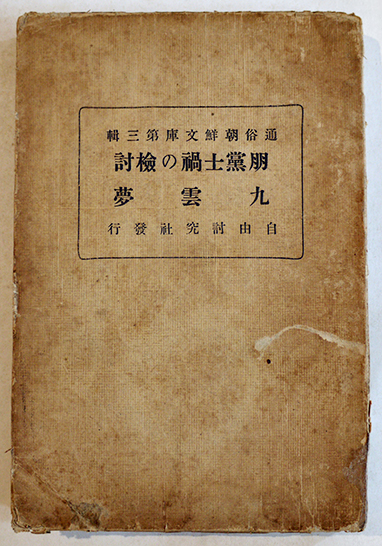 通俗朝鮮文庫第三輯
朋黨士禍の檢討
九雲夢
自由討究社發行